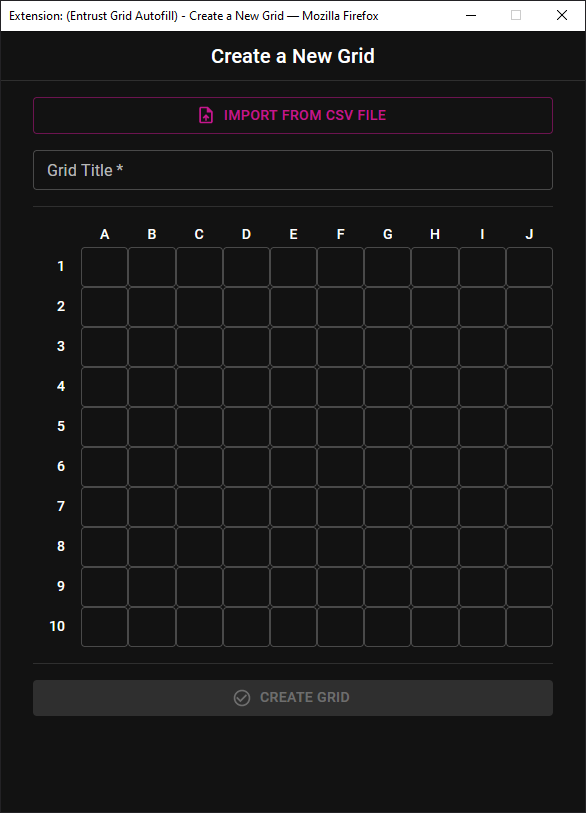 Extension: (Entrust Grid Autofill) - Create a New Grid — Mozilla Firefox
Create a New Grid
IMPORT FROM CSV FILE
Grid Title *
A B C D E F G H I J
1
2
3
4
5
6
7
8
9
10
CREATE GRID